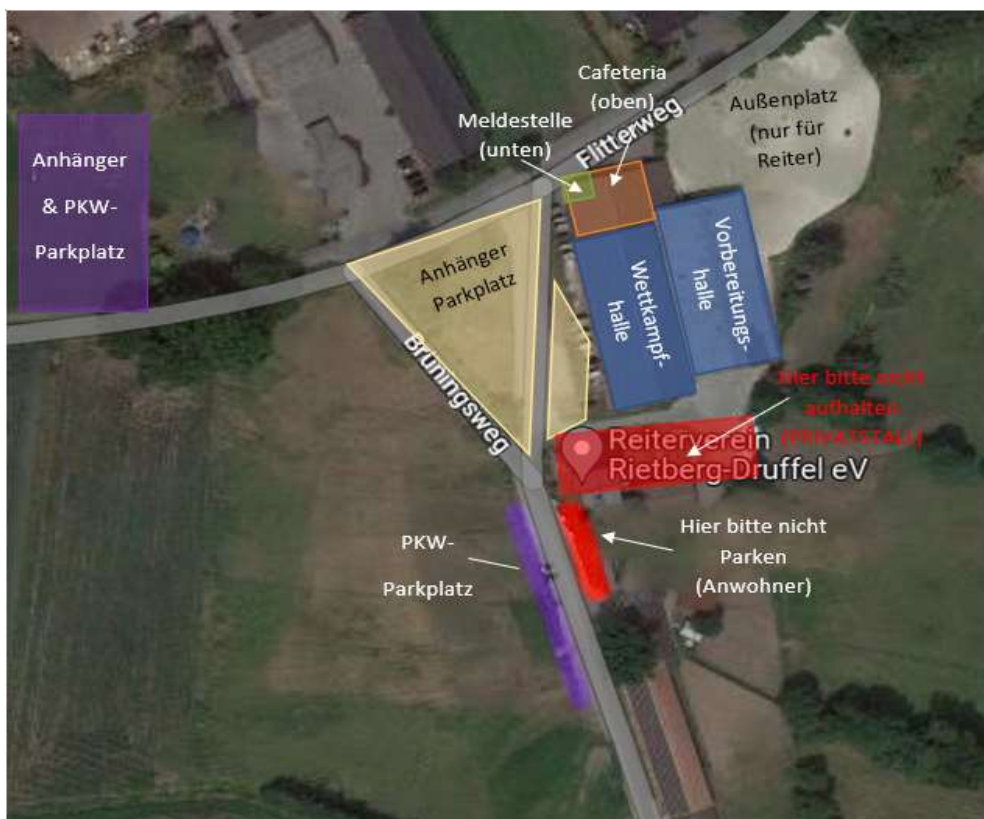 Cafeteria
(oben)
Meldestelle
(unten)
Flitterweg
Außenplatz
(nur für
Reiter)
Anhänger
& PKW-
Parkplatz
Anhänger
Parkplatz
Wettkampf-
halle
Vorbereitungs-
halle
Brüningsweg
Hier bitte nicht
aufhalten
(PRIVATSTALL)
Reiterverein
Rietberg-Druffel eV
PKW-
Parkplatz
Hier bitte nicht
Parken
(Anwohner)